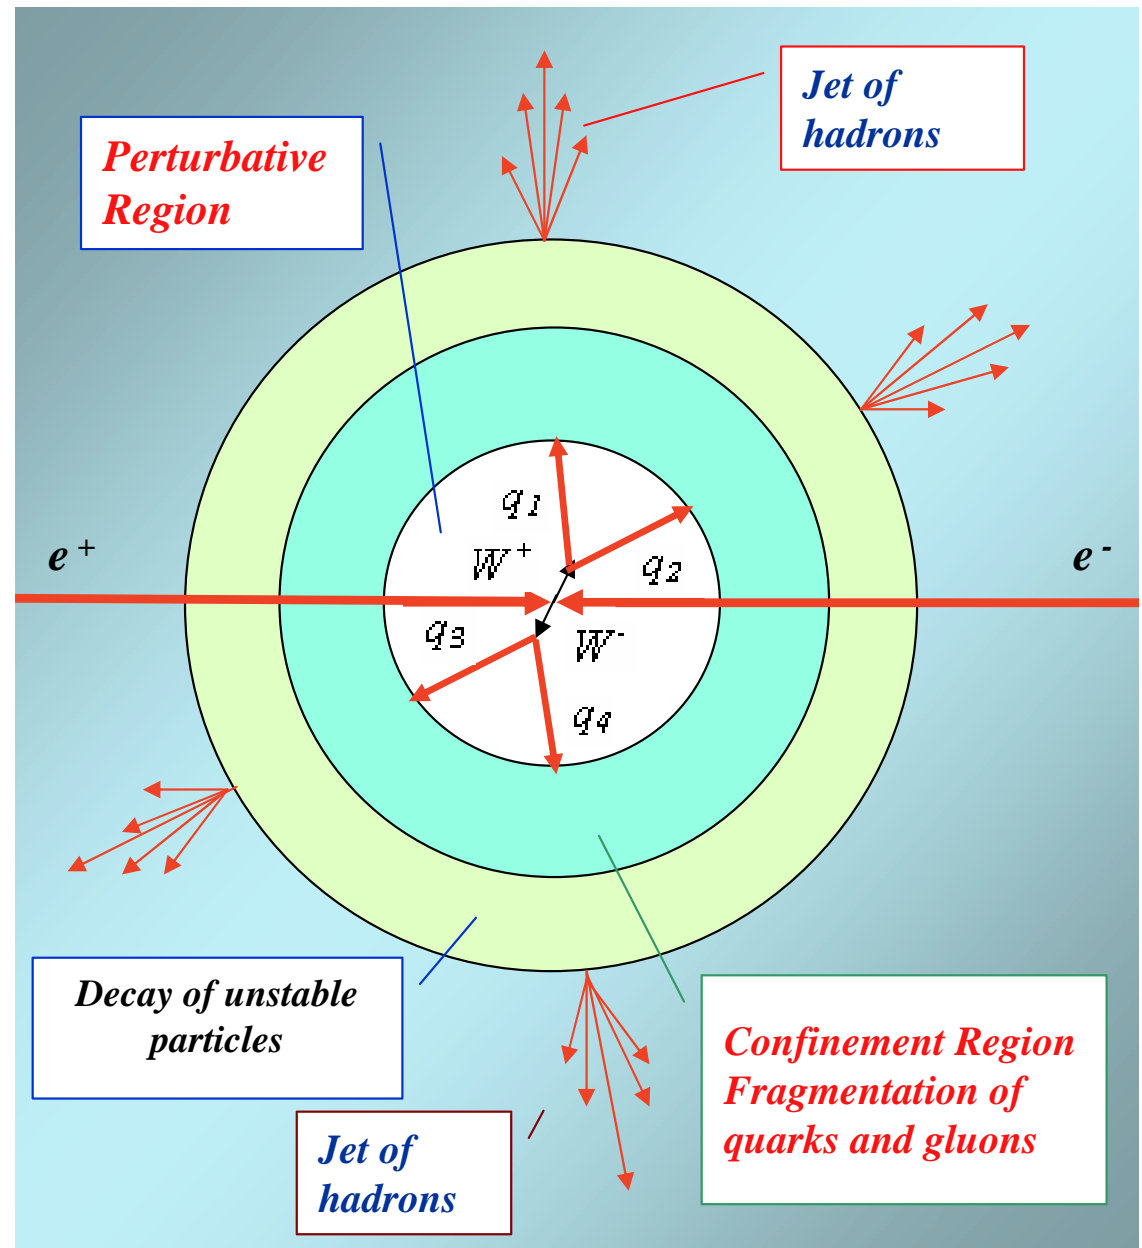 Jet of
hadrons
Perturbative
Region
q1
e+
W+
q2
e-
q3
W-
q4
Decay of unstable
particles
Confinement Region
Fragmentation of
quarks and gluons
Jet of
hadrons